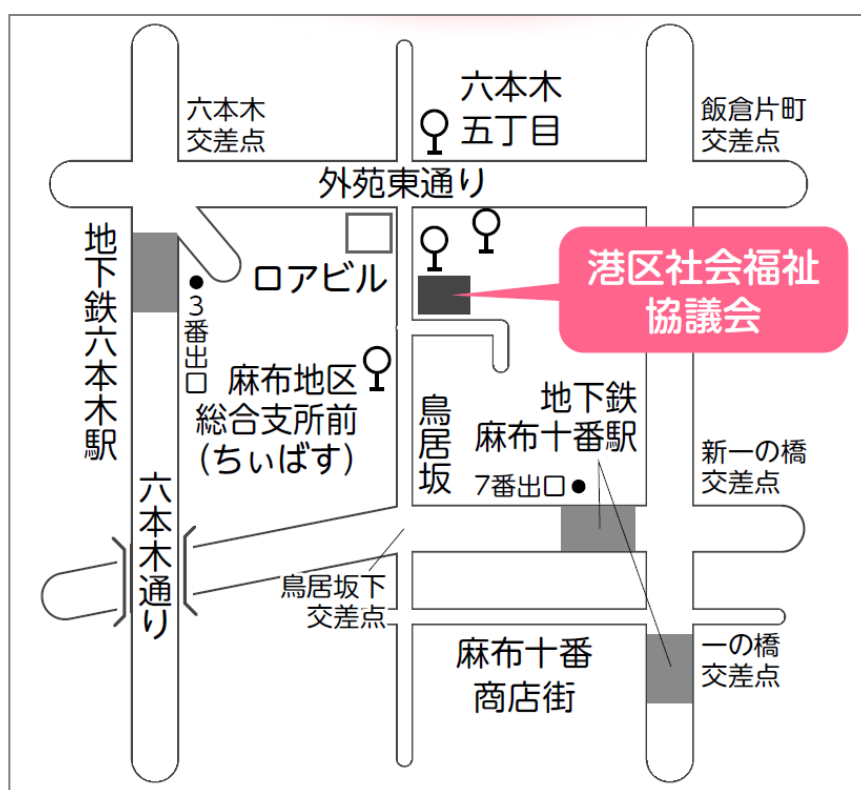 六本木
交差点
六本木
五丁目
飯倉片町
交差点
外苑東通り
地下鉄六本木駅
ロアビル
港区社会福祉
協議会
3番出口
麻布地区
総合支所前
(ちぃばす)
鳥居坂
地下鉄
麻布十番駅
7番出口
新一の橋
交差点
六本木通り
鳥居坂下
交差点
麻布十番
商店街
一の橋
交差点